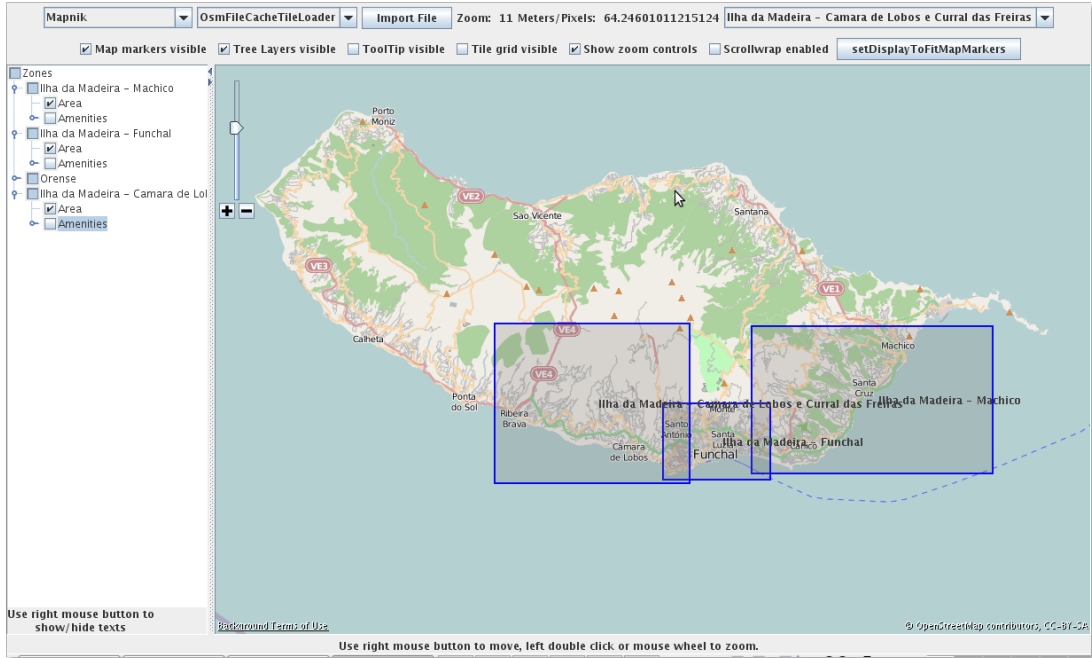 Mapnik OsmFileCacheTileLoader Import File Zoom: 11 Meters/Pixels: 64.24601011215124 Ilha da Madeira - Camara de Lobos e Curral das Freiras
Map markers visible Tree Layers visible ToolTip visible Tile grid visible Show zoom controls Scrollwrap enabled setDisplayToFitMapMarkers
Zones
Ilha da Madeira - Machico
Area
Amenities
Ilha da Madeira - Funchal
Area
Amenities
Orense
Ilha da Madeira - Camara de Lol
Area
Amenities
Porto
Moniz
VE2
Sao Vicente
Santana
VE3
VE1
VE4
Calheta
Machico
VE4
Santa
Cruz
Ponta
do Sol
Ilha da Madeira - Camara de Lobos e Curral das Freiras
Ilha da Madeira - Machico
Monte
Ribeira
Brava
Santo
António
Santa
Luzia
Ilha da Madeira - Funchal
Caniço
Câmara
de Lobos
Funchal
Use right mouse button to
show/hide texts
Background Terms of Use
© OpenStreetMap contributors, CC-BY-SA
Use right mouse button to move, left double click or mouse wheel to zoom.